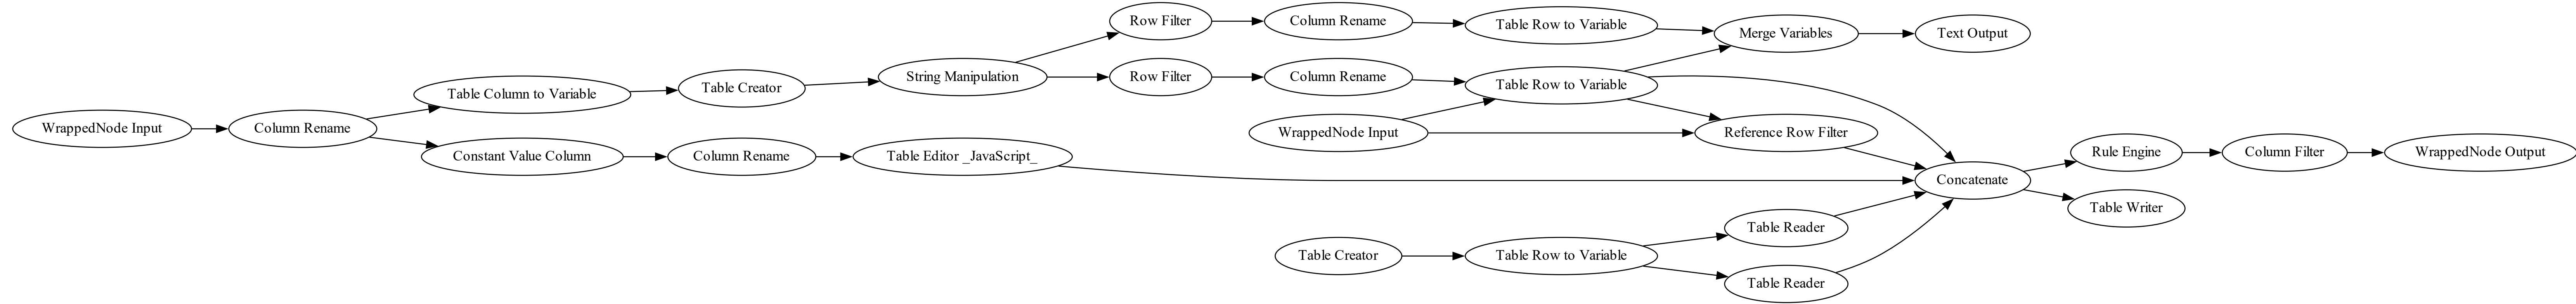 Row Filter
Column Rename
Table Row to Variable
Merge Variables
Text Output
Table Column to Variable
Table Creator
String Manipulation
Row Filter
Column Rename
Table Row to Variable
WrappedNode Input
Column Rename
WrappedNode Input
Reference Row Filter
Constant Value Column
Column Rename
Table Editor _JavaScript_
Concatenate
Rule Engine
Column Filter
WrappedNode Output
Table Writer
Table Reader
Table Creator
Table Row to Variable
Table Reader